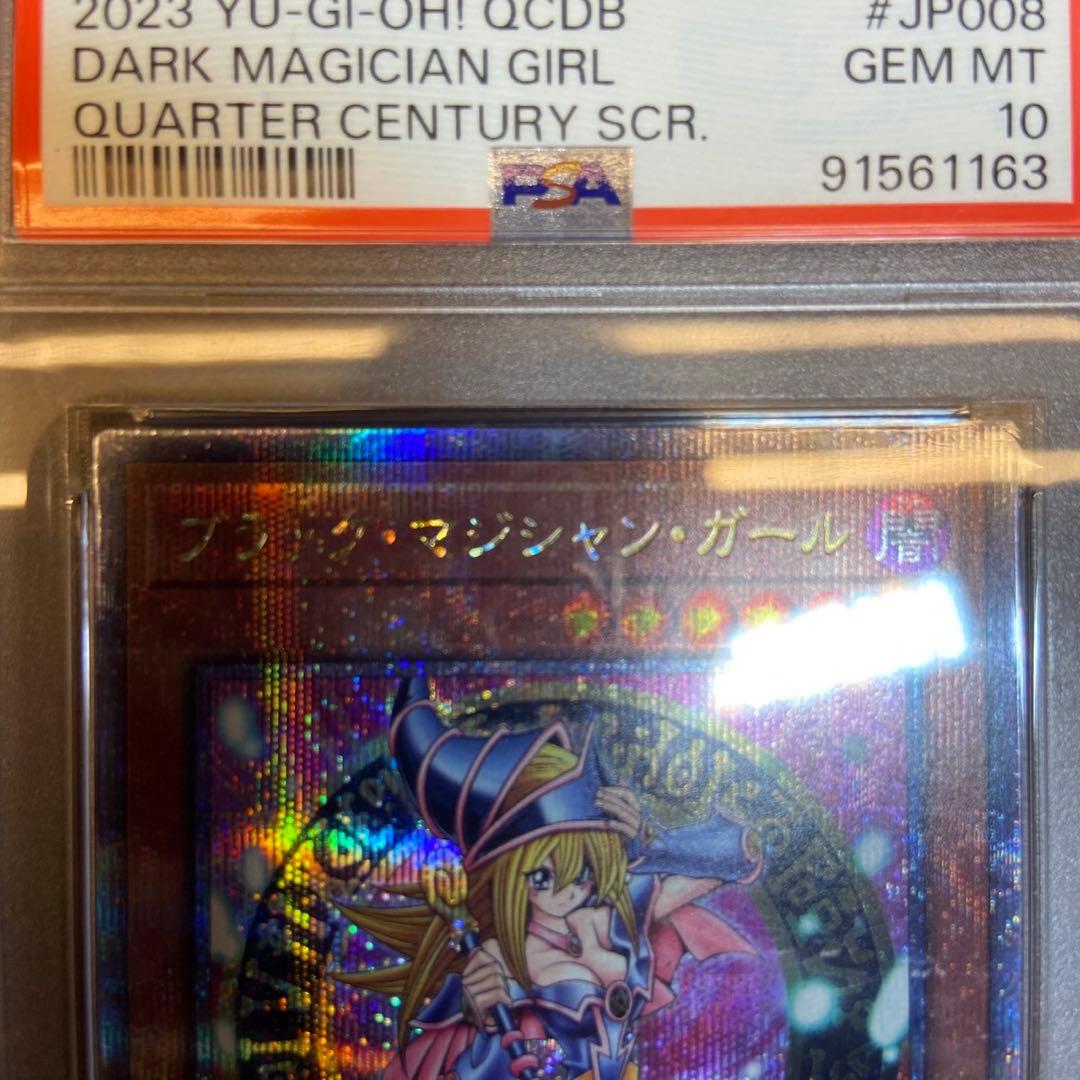 2023 YU-GI-OH! QCDB #JP008
DARK MAGICIAN GIRL GEM MT
QUARTER CENTURY SCR. 10
91561163
PSA
ブラック・マジシャン・ガール 闇